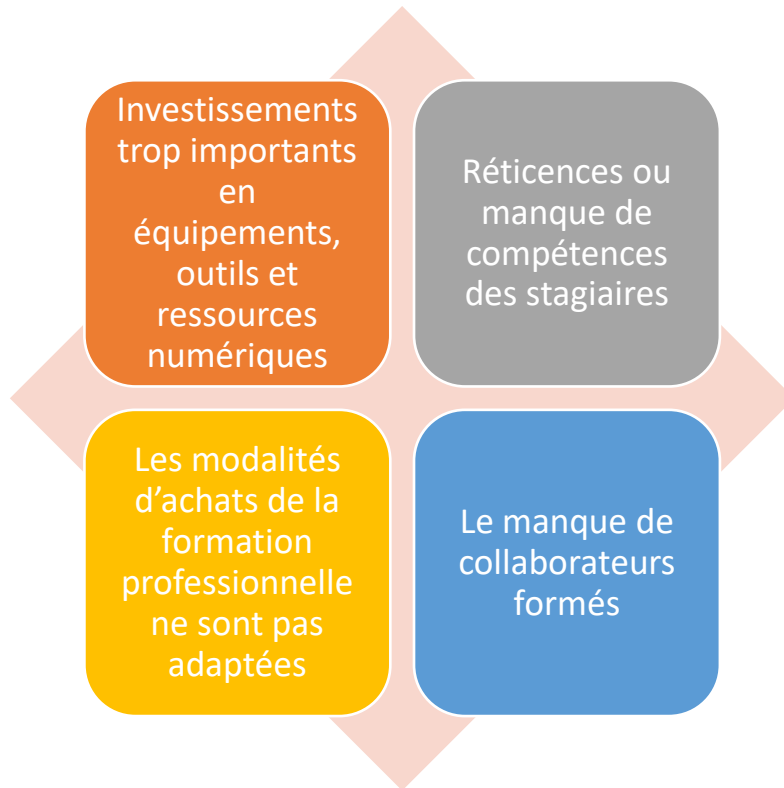 Investissements
trop importants
en
équipements,
outils et
ressources
numériques
Réticences ou
manque de
compétences
des stagiaires
Les modalités
d’achats de la
formation
professionnelle
ne sont pas
adaptées
Le manque de
collaborateurs
formés